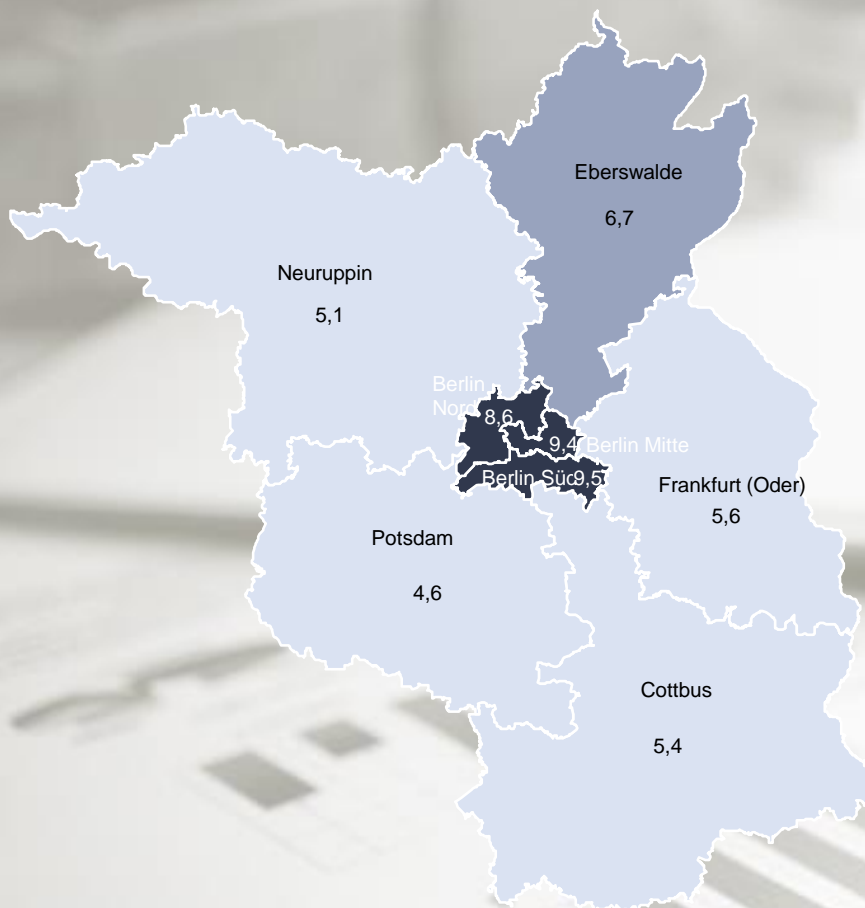 Eberswalde
6,7
Neuruppin
5,1
Berlin
Nord 8,6
9,4 Berlin Mitte
Berlin Süd 9,5
Frankfurt (Oder)
5,6
Potsdam
4,6
Cottbus
5,4